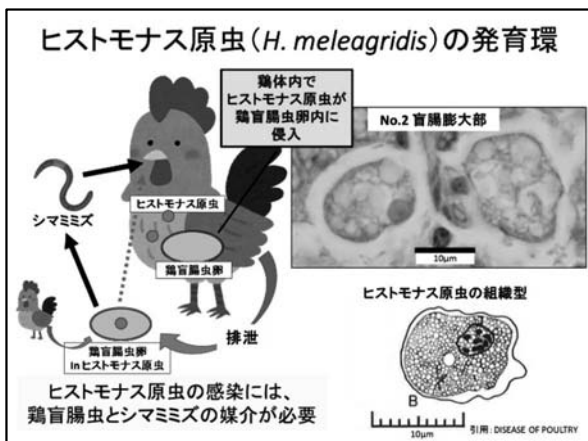 ヒストモナス原虫(H. meleagridis)の発育環
鶏体内で
ヒストモナス原虫が
鶏盲腸虫卵内に
侵入
No.2 盲腸膨大部
シマミミズ
ヒストモナス原虫
鶏盲腸虫卵
10μm
排泄
鶏盲腸虫卵
Inヒストモナス原虫
ヒストモナス原虫の組織型
B
10μm
引用:DISEASE OF POULTRY
ヒストモナス原虫の感染には、
鶏盲腸虫とシマミミズの媒介が必要